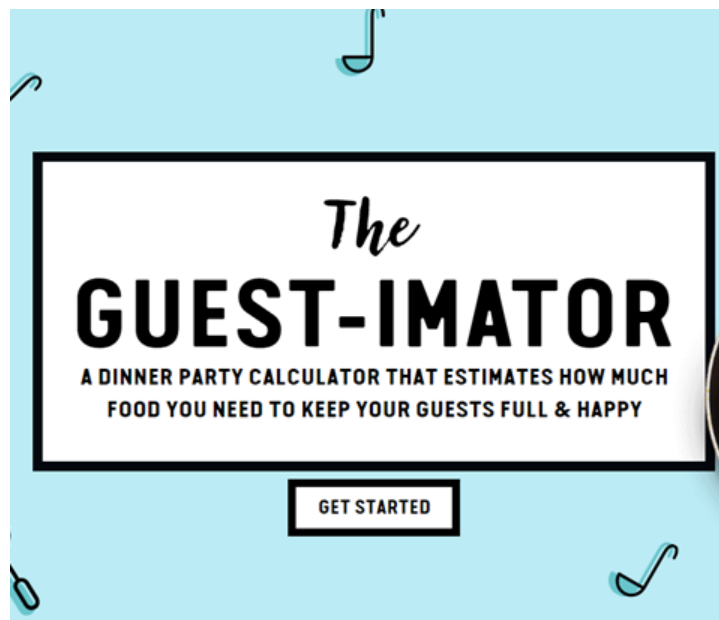 The
GUEST-IMATOR
A DINNER PARTY CALCULATOR THAT ESTIMATES HOW MUCH
FOOD YOU NEED TO KEEP YOUR GUESTS FULL & HAPPY
GET STARTED